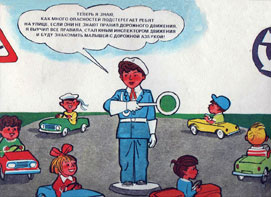 ТЕПЕРЬ Я ЗНАЮ,
КАК МНОГО ОПАСНОСТЕЙ ПОДСТЕРЕГАЕТ РЕБЯТ
НА УЛИЦЕ, ЕСЛИ ОНИ НЕ ЗНАЮТ ПРАВИЛ ДОРОЖНОГО ДВИЖЕНИЯ.
Я ВЫУЧИЛ ВСЕ ПРАВИЛА, СТАЛ ЮНЫМ ИНСПЕКТОРОМ ДВИЖЕНИЯ
И БУДУ ЗНАКОМИТЬ МАЛЫШЕЙ С ДОРОЖНОЙ АЗБУКОЙ!